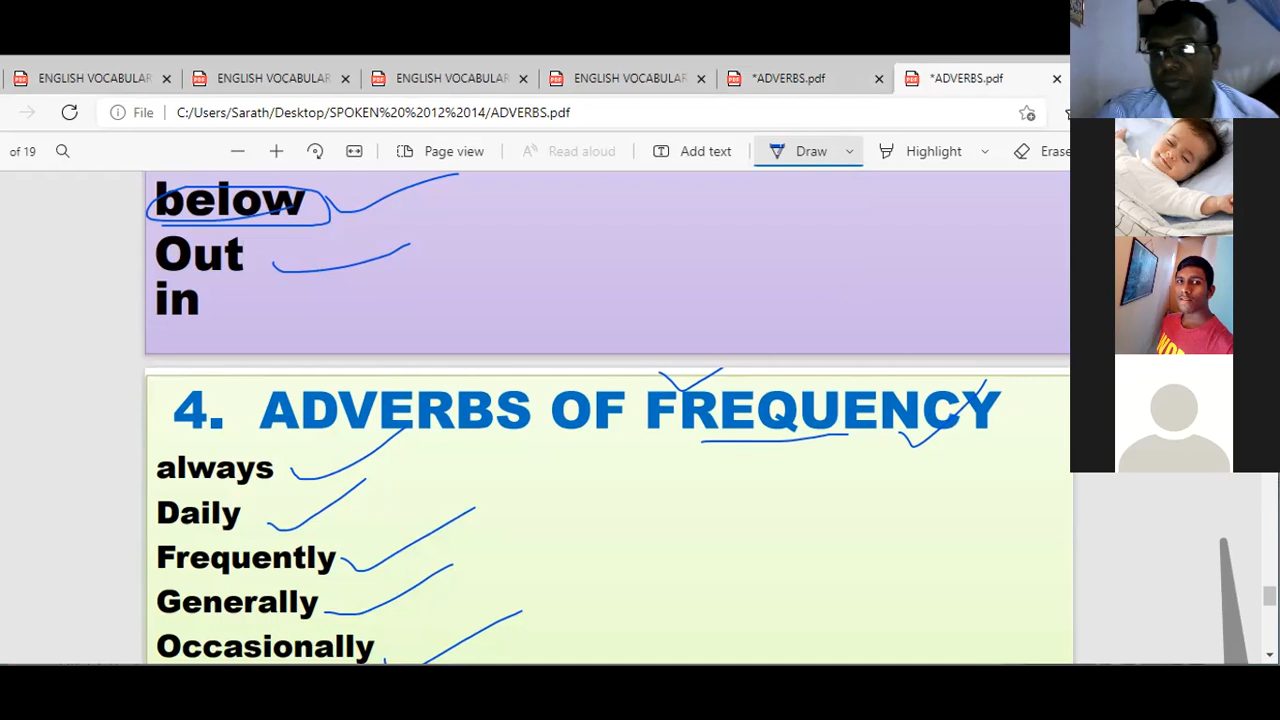 ENGLISH VOCABULAR
ENGLISH VOCABULAR
ENGLISH VOCABULAR
ENGLISH VOCABULAR
*ADVERBS.pdf
*ADVERBS.pdf
File C:/Users/Sarath/Desktop/SPOKEN%20%2012%2014/ADVERBS.pdf
of 19 Page view Read aloud Add text Draw Highlight Erase
below
Out
in
4. ADVERBS OF FREQUENCY
always
Daily
Frequently
Generally
Occasionally